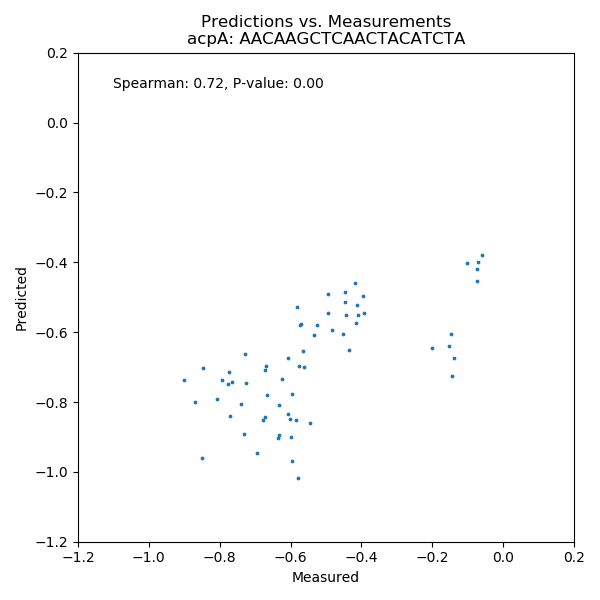 Predictions vs. Measurements
acpA: AACAAGCTCAACTACATCTA
Spearman: 0.72, P-value: 0.00
0.2
0.0
−0.2
−0.4
−0.6
−0.8
−1.0
−1.2
Predicted
−1.2 −1.0 −0.8 −0.6 −0.4 −0.2 0.0 0.2
Measured